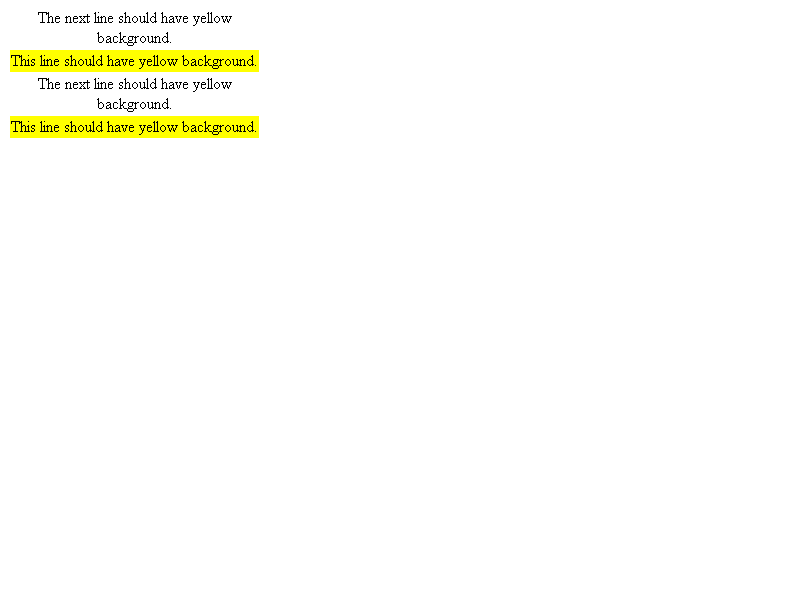 The next line should have yellow
background.
This line should have yellow background.
The next line should have yellow
background.
This line should have yellow background.